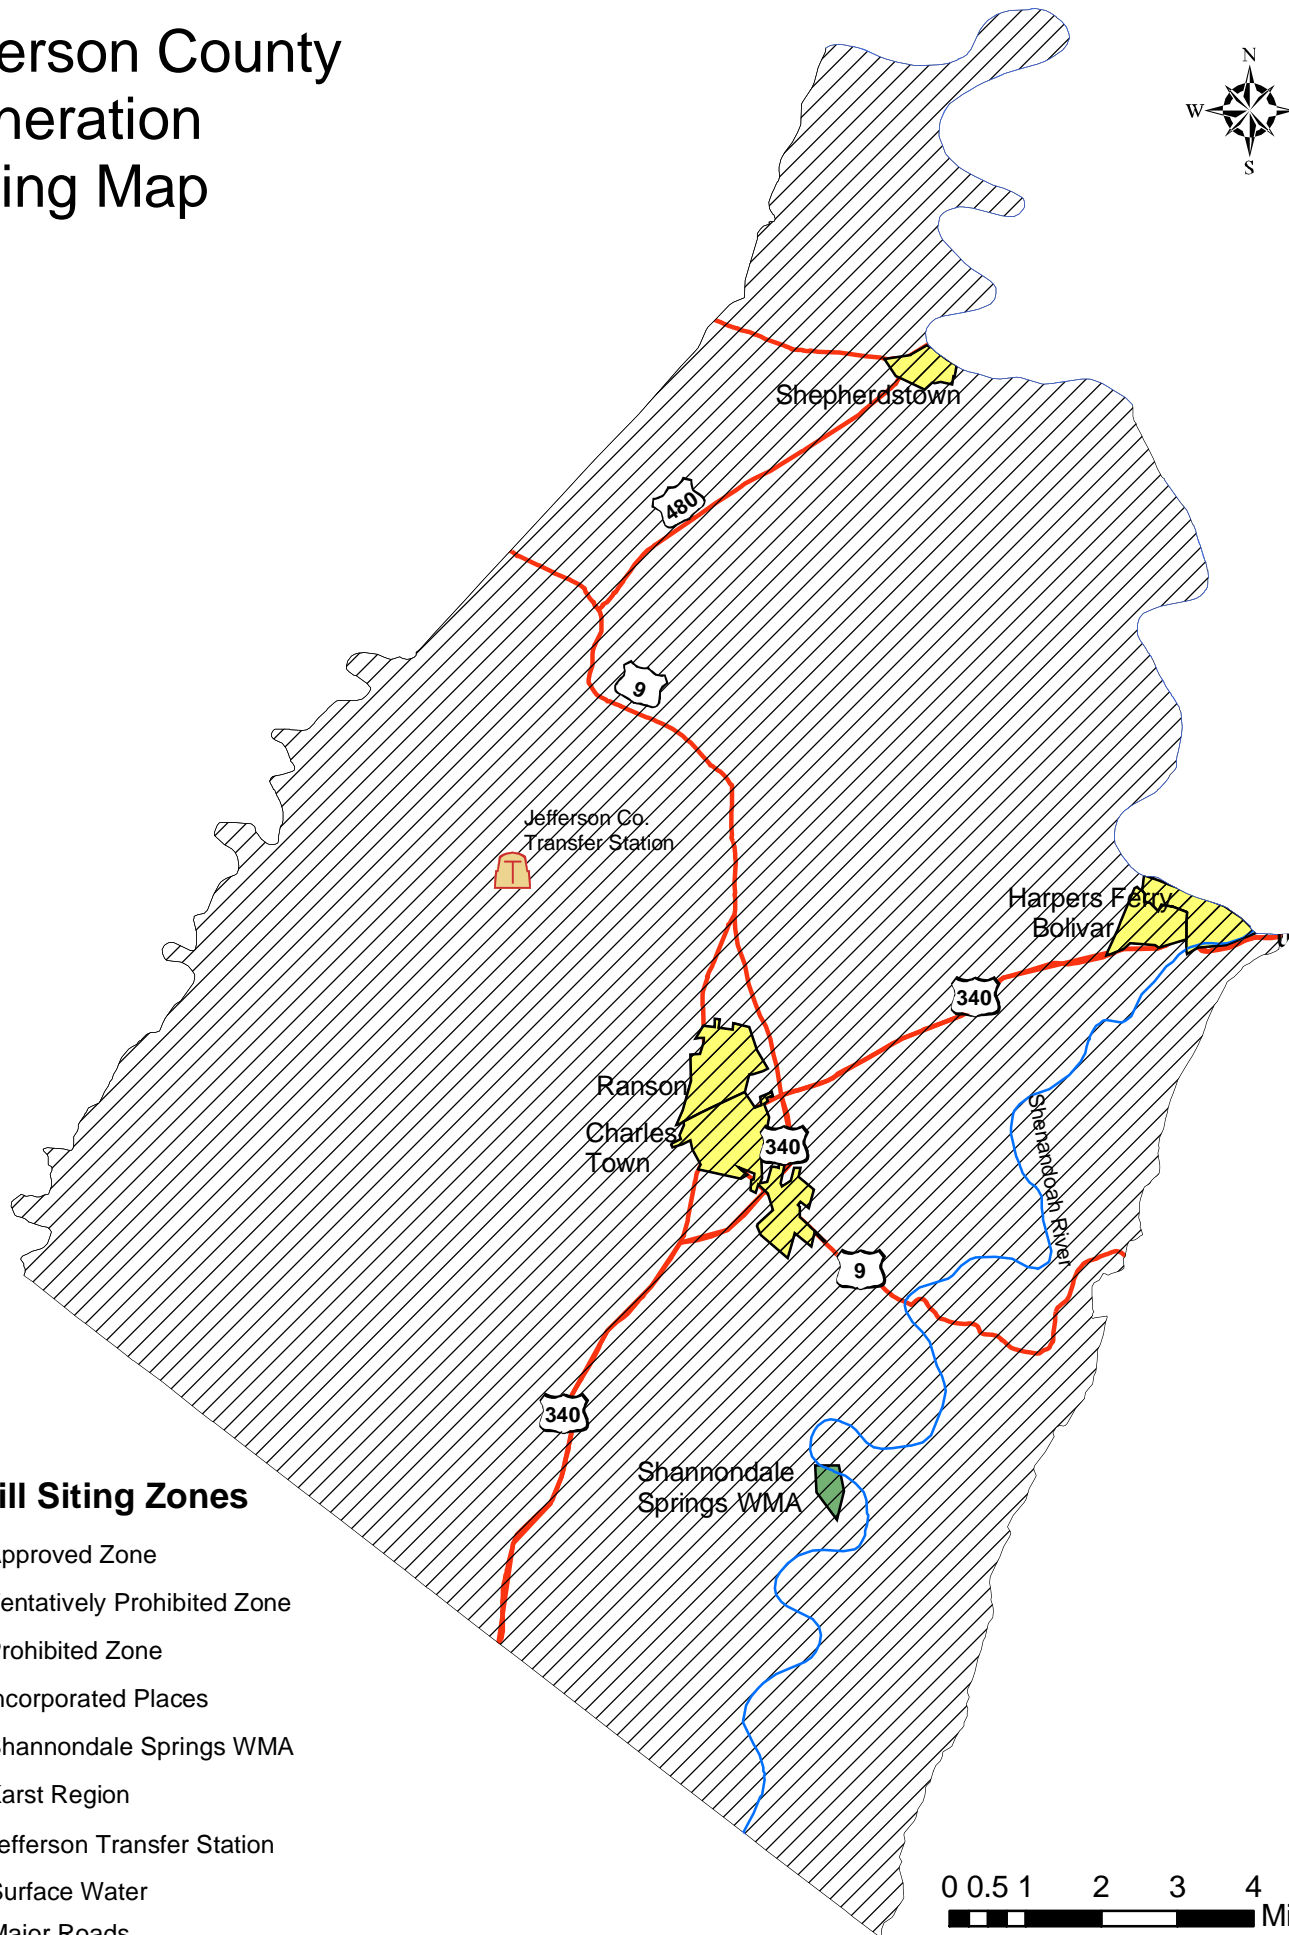 erson County
neration
ing Map
N
W
S
Shepherdstown
480
9
Jefferson Co.
Transfer Station
T
Harpers Ferry
Bolivar
340
Ranson
Charles
Town
340
Shenandoah River
9
340
Shannondale
Springs WMA
ill Siting Zones
pproved Zone
entatively Prohibited Zone
rohibited Zone
ncorporated Places
hannondale Springs WMA
arst Region
efferson Transfer Station
urface Water
Major Roads
0 0.5 1 2 3 4
Mi